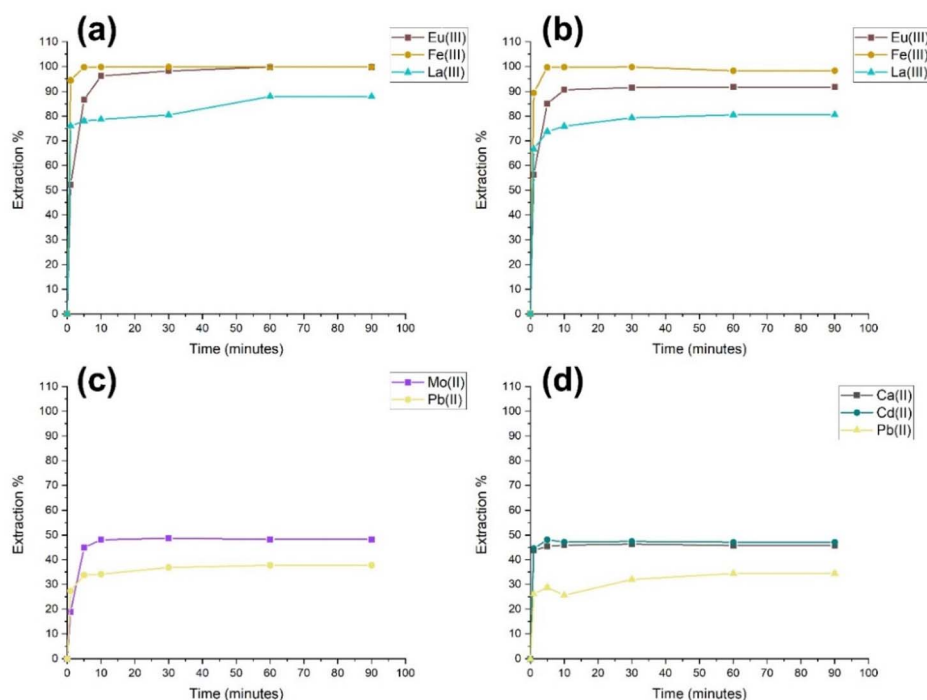 (a)
Eu(III)
Fe(III)
La(III)
110
100
90
80
70
60
50
40
30
20
10
0
Extraction %
0 10 20 30 40 50 60 70 80 90 100
Time (minutes)
(b)
Eu(III)
Fe(III)
La(III)
110
100
90
80
70
60
50
40
30
20
10
0
Extraction %
0 10 20 30 40 50 60 70 80 90 100
Time (minutes)
(c)
Mo(II)
Pb(II)
110
100
90
80
70
60
50
40
30
20
10
0
Extraction %
0 10 20 30 40 50 60 70 80 90 100
Time (minutes)
(d)
Ca(II)
Cd(II)
Pb(II)
110
100
90
80
70
60
50
40
30
20
10
0
Extraction %
0 10 20 30 40 50 60 70 80 90 100
Time (minutes)